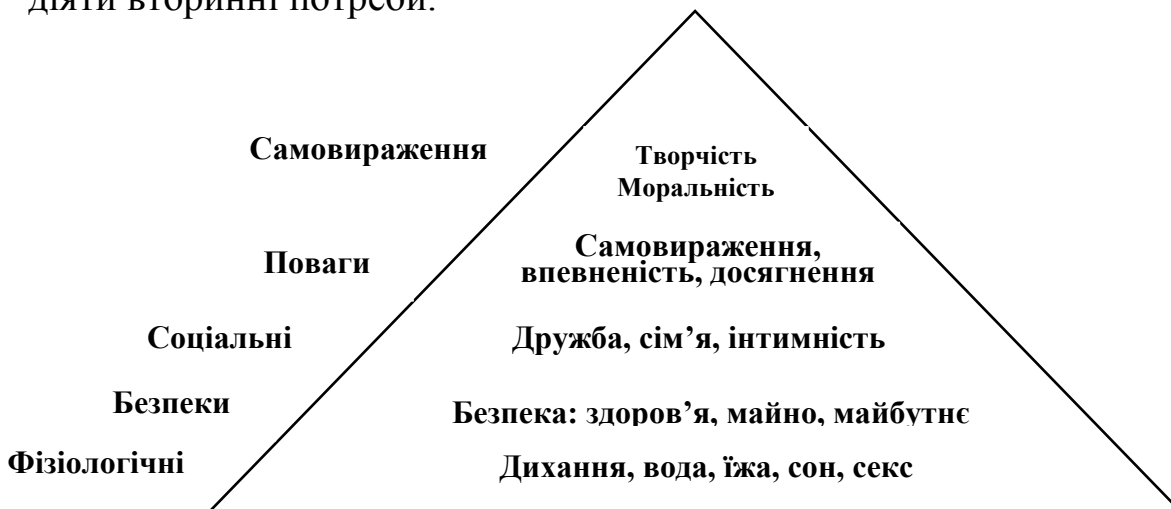 діяти вторинні потреби.
Самовираження
Творчість
Моральність
Поваги
Самовираження,
впевненість, досягнення
Соціальні
Дружба, сім’я, інтимність
Безпеки
Безпека: здоров’я, майно, майбутнє
Фізіологічні
Дихання, вода, їжа, сон, секс